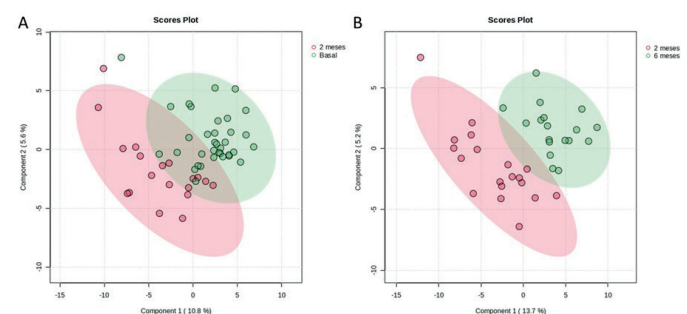 A
Scores Plot
10
5
0
-5
-10
Component 2 ( 5.6 %)
-15
-10
-5
0
5
10
Component 1 ( 10.8 %)
2 meses
Basal
B
Scores Plot
5
0
-5
-10
Component 2 ( 5.2 %)
-15
-10
-5
0
5
10
Component 1 ( 13.7 %)
2 meses
6 meses